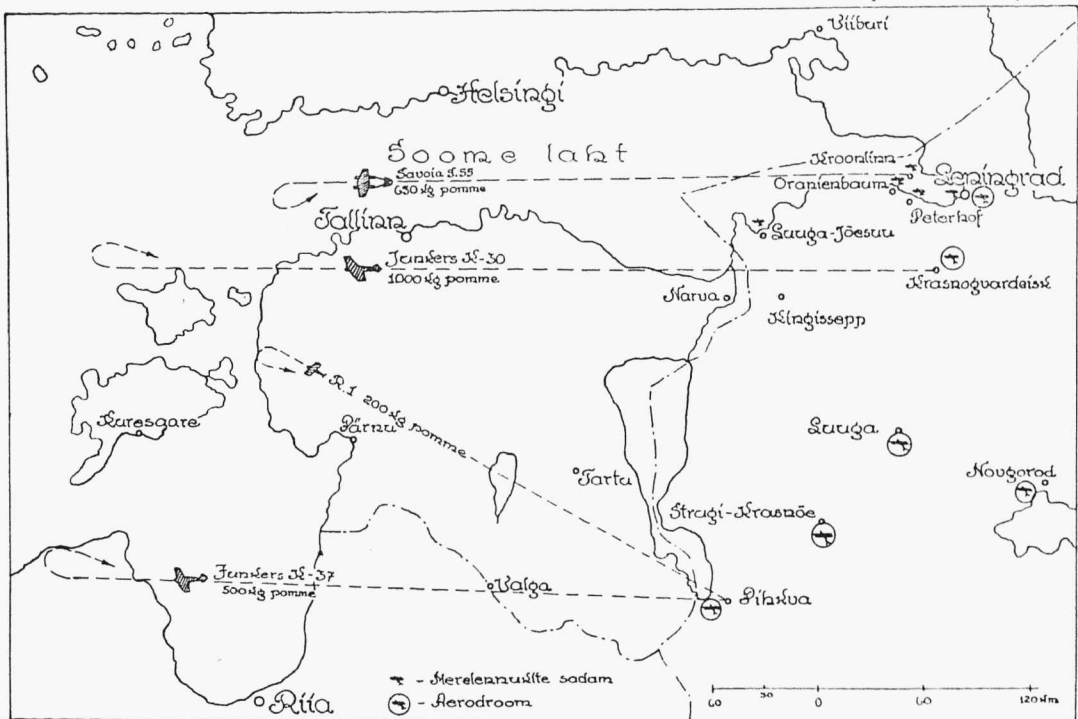 Viiburi
Helsingi
Soome laht
Kroonlinn
Savoia S.55
650 kg pomme
Oranienbaum
Leningrad
Peterhof
Tallinn
Luuga-Jõesuu
Junkers K-30
1000 kg pomme
Krasnogvardeisk
Narva
Kingissepp
R.1 200 kg pomme
Kuresaare
Pärnu
Luuga
Tartu
Novgorod
Strugi-Krasnõe
Junkers K-37
500 kg pomme
Valga
Pihkva
- Merelennukite sadam
- Aerodroom
Riia
60 30 0 60 120 km